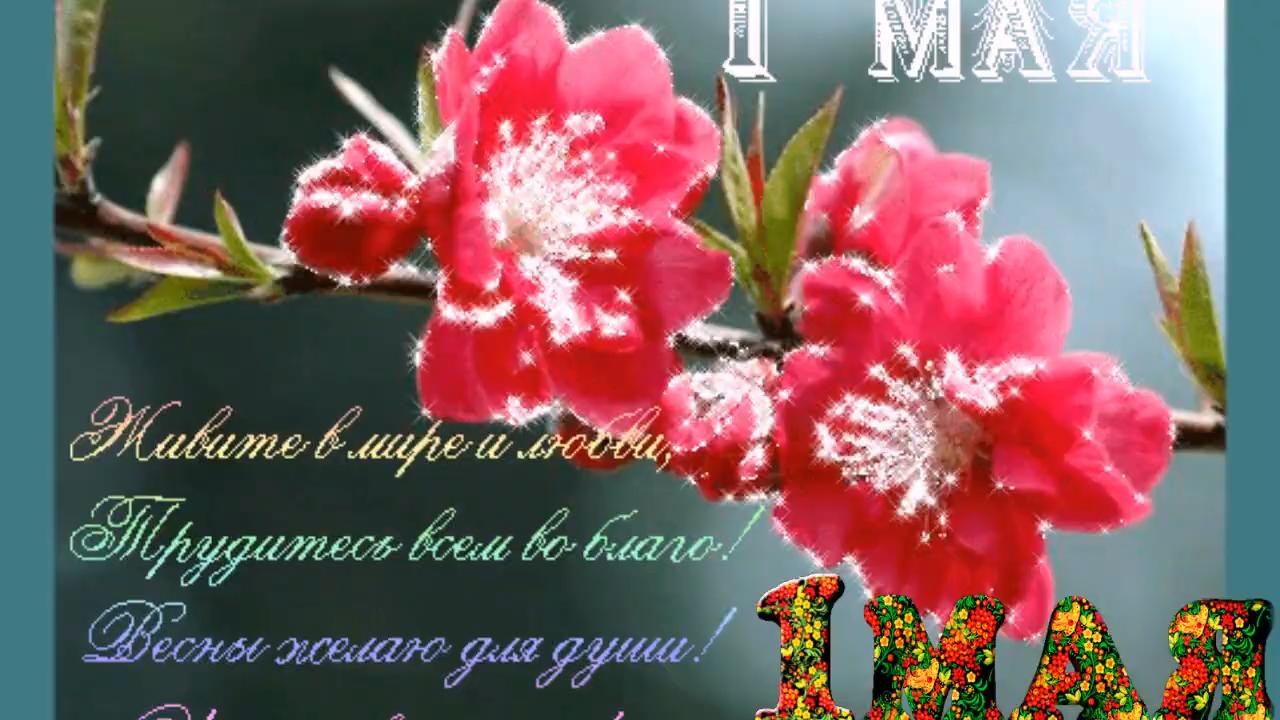 1 МАЯ
Живите в мире и любви,
Трудитесь всем во благо!
Весны желаю для души!
1 МАЯ